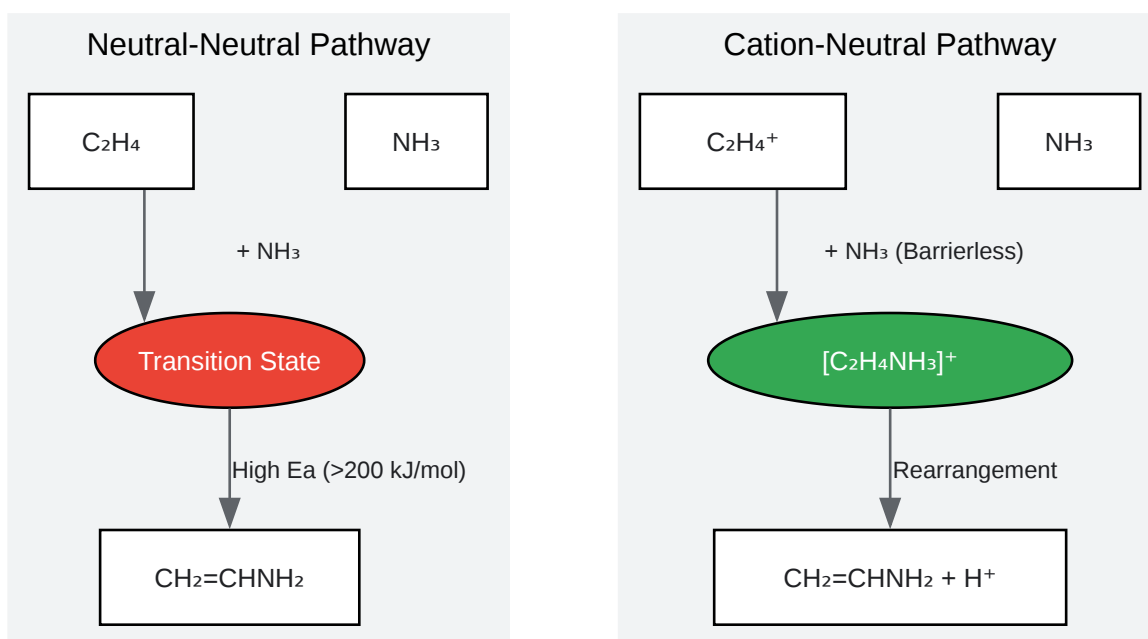 Neutral-Neutral Pathway
C₂H₄
NH₃
+ NH₃
Transition State
High Ea (>200 kJ/mol)
CH₂=CHNH₂
Cation-Neutral Pathway
C₂H₄⁺
NH₃
+ NH₃ (Barrierless)
[C₂H₄NH₃]⁺
Rearrangement
CH₂=CHNH₂ + H⁺